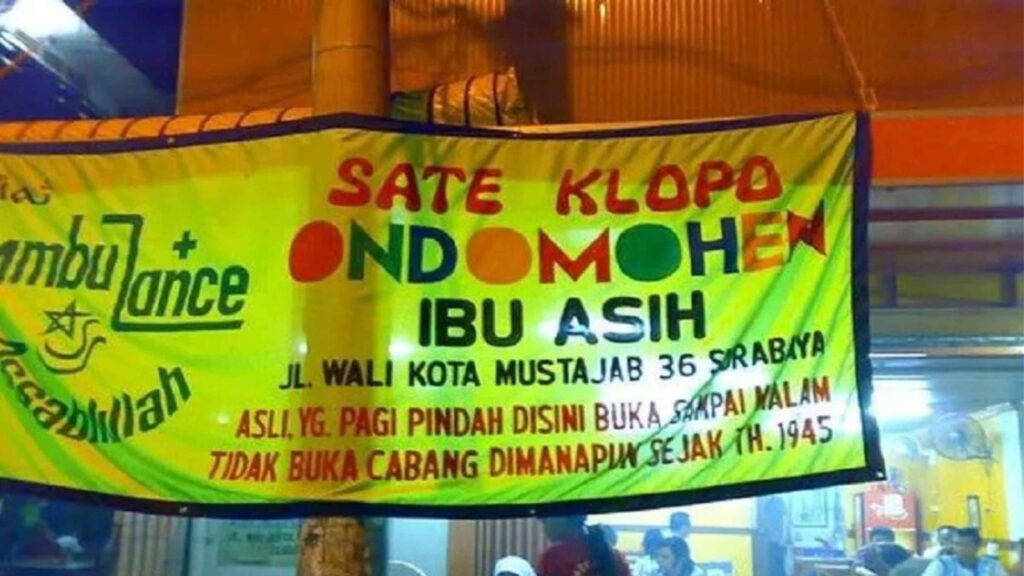 ambulance
SATE KLOPO
ONDOMOHEN
IBU ASIH
JL. WALI KOTA MUSTAJAB 36 SURABAYA
ASLI. YG. PAGI PINDAH DISINI BUKA SAMPAI MALAM
TIDAK BUKA CABANG DIMANAPUN SEJAK TH. 1945